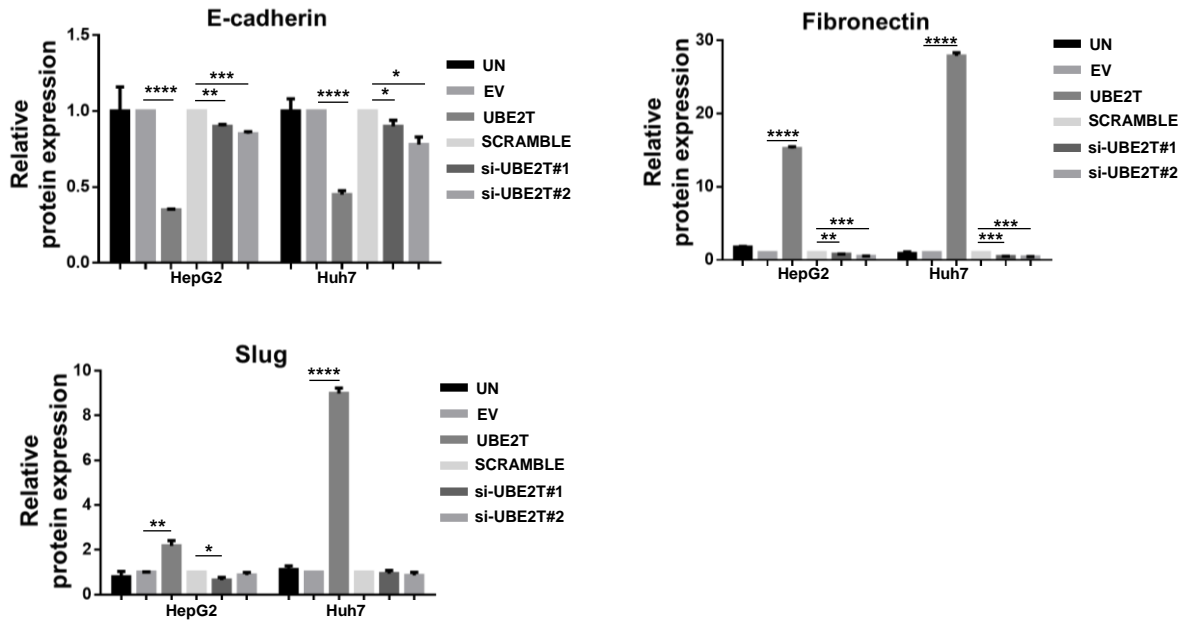 E-cadherin
Relative
protein expression
1.5
1.0
0.5
0.0
****
**
***
****
*
*
HepG2
Huh7
UN
EV
UBE2T
SCRAMBLE
si-UBE2T#1
si-UBE2T#2
Fibronectin
Relative
protein expression
30
20
10
0
****
**
***
****
***
***
HepG2
Huh7
UN
EV
UBE2T
SCRAMBLE
si-UBE2T#1
si-UBE2T#2
Slug
Relative
protein expression
10
8
6
4
2
0
**
*
****
HepG2
Huh7
UN
EV
UBE2T
SCRAMBLE
si-UBE2T#1
si-UBE2T#2